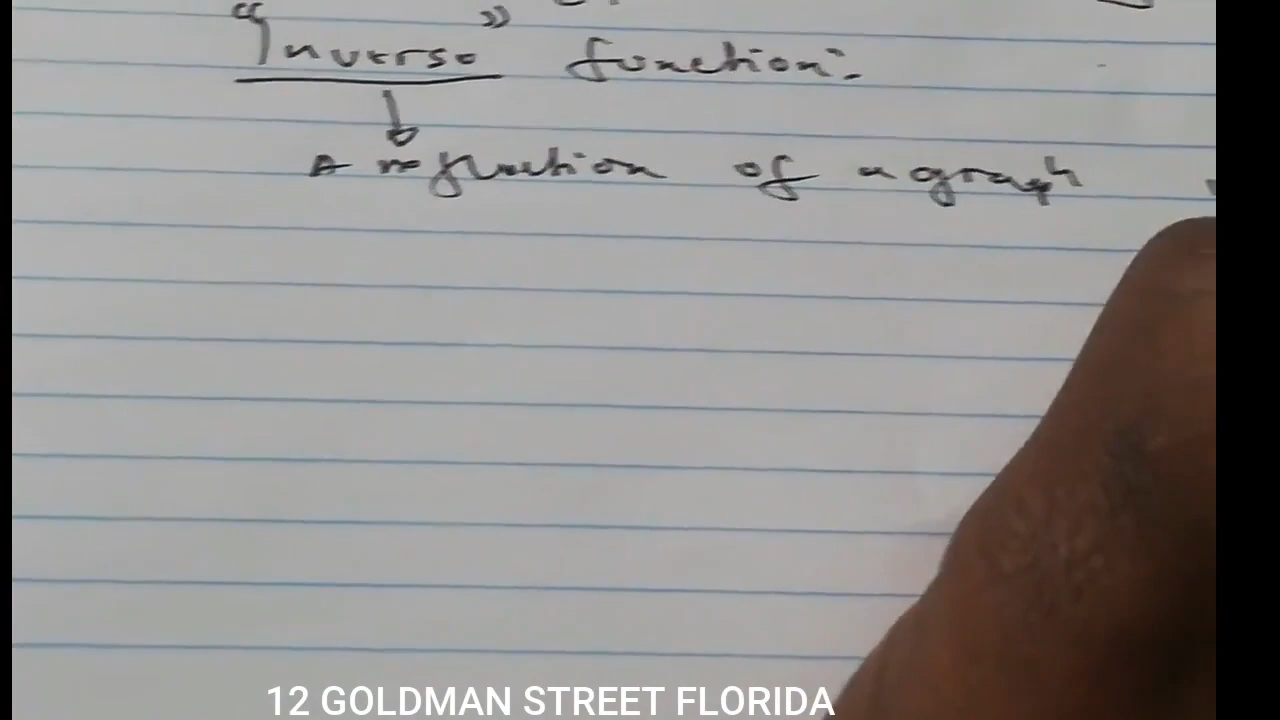 "Inverse" function:-
A reflection of a graph
12 GOLDMAN STREET FLORIDA